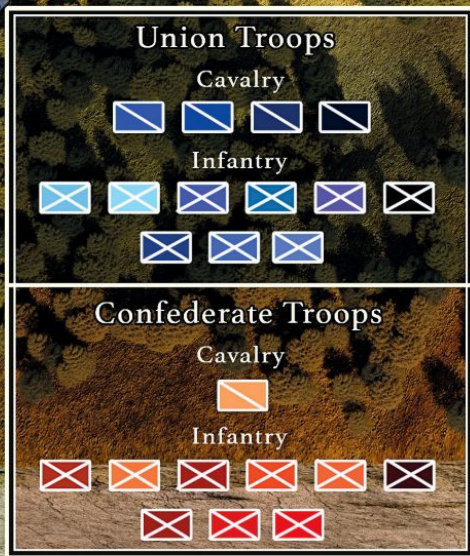 Union Troops
Cavalry
Infantry
Confederate Troops
Cavalry
Infantry